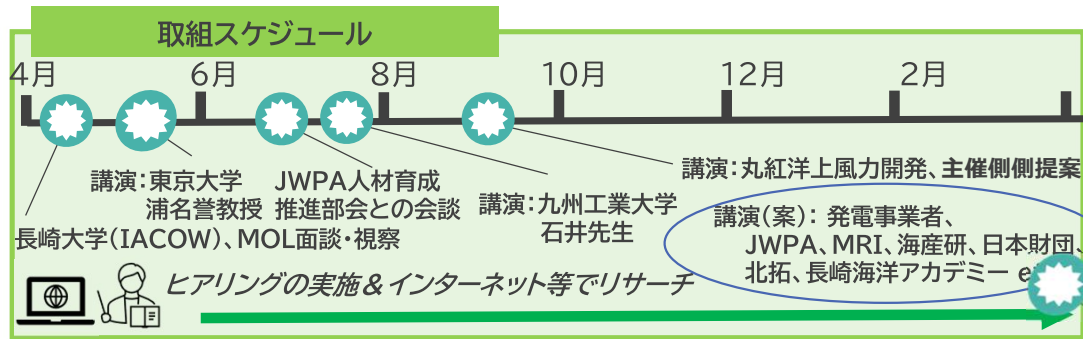 取組スケジュール
4月
6月
8月
10月
12月
2月
講演：東京大学
浦名誉教授
JWPA人材育成
推進部会との会談
講演：九州工業大学
石井先生
講演：丸紅洋上風力開発、主催側側提案
長崎大学（IACOW）、MOL面談・視察
講演（案）： 発電事業者、
JWPA、MRI、海産研、日本財団、
北拓、長崎海洋アカデミー
ヒアリングの実施＆インターネット等でリサーチ